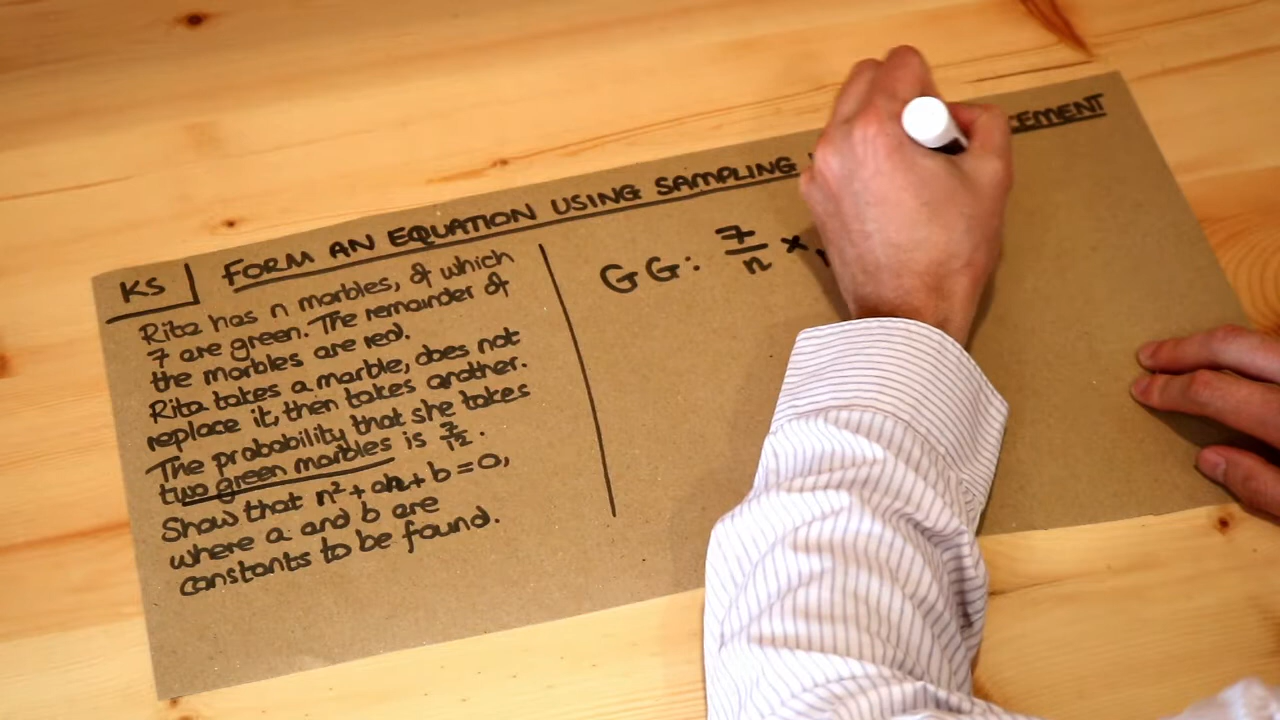 KS
FORM AN EQUATION USING SAMPLING CEMENT
Rita has n marbles, of which
7 are green. The remainder of
the marbles are red.
Rita takes a marble, does not
replace it, then takes another.
The probability that she takes
two green marbles is 7/12.
Show that n² + an + b = 0,
where a and b are
constants to be found.
GG: 7/n ×